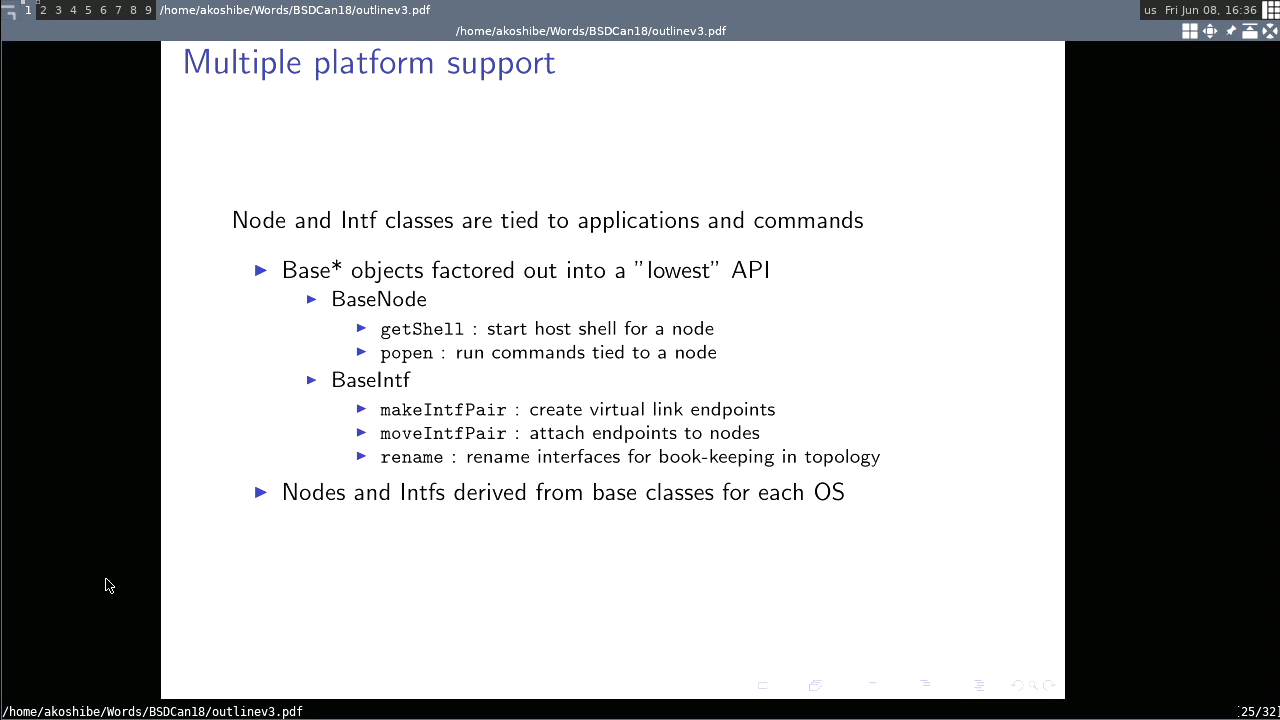 1 2 3 4 5 6 7 8 9 /home/akoshibe/Words/BSDCan18/outlinev3.pdf us Fri Jun 08, 16:36
/home/akoshibe/Words/BSDCan18/outlinev3.pdf
Multiple platform support
Node and Intf classes are tied to applications and commands
Base* objects factored out into a ”lowest” API
BaseNode
getShell : start host shell for a node
popen : run commands tied to a node
BaseIntf
makeIntfPair : create virtual link endpoints
moveIntfPair : attach endpoints to nodes
rename : rename interfaces for book-keeping in topology
Nodes and Intfs derived from base classes for each OS
/home/akoshibe/Words/BSDCan18/outlinev3.pdf [25/32]